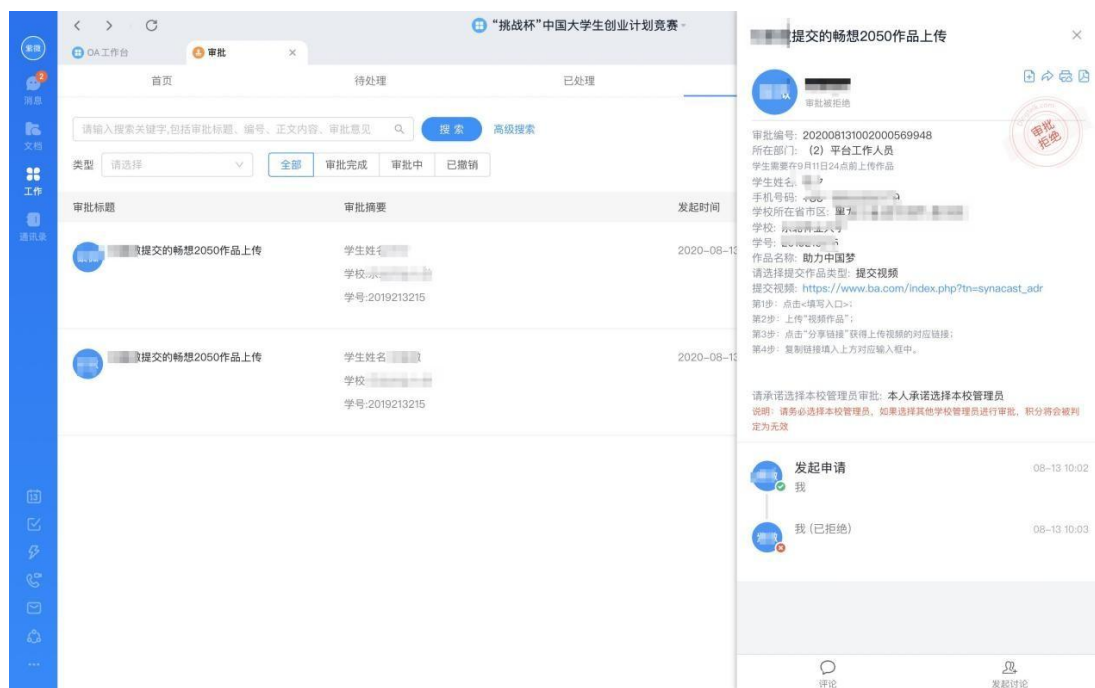 “挑战杯”中国大学生创业计划竞赛
紫薇
2
消息
文档
工作
通讯录
13
OA工作台
审批
首页
待处理
已处理
请输入搜索关键字,包括审批标题、编号、正文内容、审批意见
搜索
高级搜索
类型
请选择
全部
审批完成
审批中
已撤销
审批标题
审批摘要
发起时间
提交的畅想2050作品上传
学生姓名
2020-08-13
学校
学号:2019213215
提交的畅想2050作品上传
学生姓名
2020-08-13
学校
学号:2019213215
提交的畅想2050作品上传
审批被拒绝
审批拒绝
审批编号: 202008131002000569948
所在部门: (2)平台工作人员
学生需要在9月11日24点前上传作品
学生姓名:
手机号码:
学校所在省市区:
学校:
学号:
作品名称: 助力中国梦
请选择提交作品类型: 提交视频
提交视频: https://www.ba.com/index.php?tn=synacast_adr
第1步: 点击<填写入口>;
第2步: 上传“视频作品”;
第3步: 点击“分享链接”获得上传视频的对应链接;
第4步: 复制链接填入上方对应输入框中。
请承诺选择本校管理员审批: 本人承诺选择本校管理员
说明: 请务必选择本校管理员, 如果选择其他学校管理员进行审批, 积分将会被判
定为无效
发起申请
08-13 10:02
我
我 (已拒绝)
08-13 10:03
评论
发起讨论